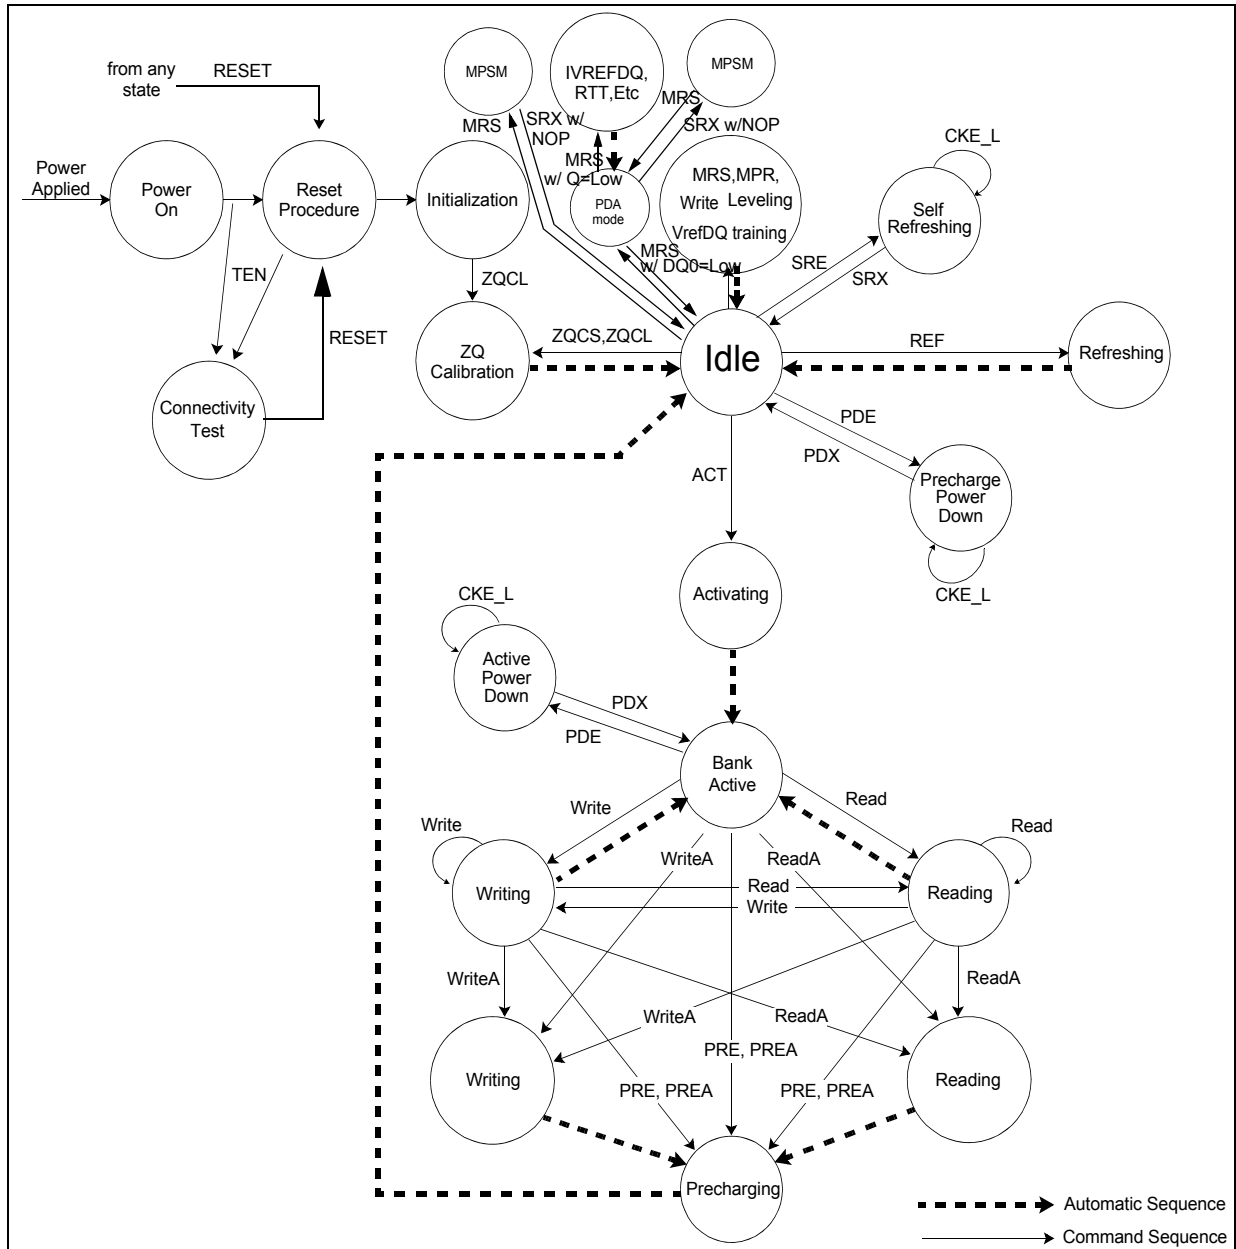 from any
state
RESET
MPSM
IVREFDQ,
RTT,Etc
MPSM
MRS
SRX w/
NOP
MRS
SRX w/NOP
CKE_L
Power
Applied
Power
On
Reset
Procedure
Initialization
MRS
w/ Q=Low
PDA
mode
MRS,MPR,
Write Leveling
VrefDQ training
Self
Refreshing
TEN
ZQCL
MRS
w/ DQ0=Low
SRE
SRX
RESET
ZQ
Calibration
ZQCS,ZQCL
Idle
REF
Refreshing
Connectivity
Test
PDE
PDX
ACT
Precharge
Power
Down
CKE_L
Activating
CKE_L
Active
Power
Down
PDX
PDE
Bank
Active
Write
Read
Write
WriteA
ReadA
Read
Writing
Read
Write
Reading
WriteA
ReadA
WriteA
ReadA
PRE, PREA
Writing
PRE, PREA
PRE, PREA
Reading
Precharging
Automatic Sequence
Command Sequence